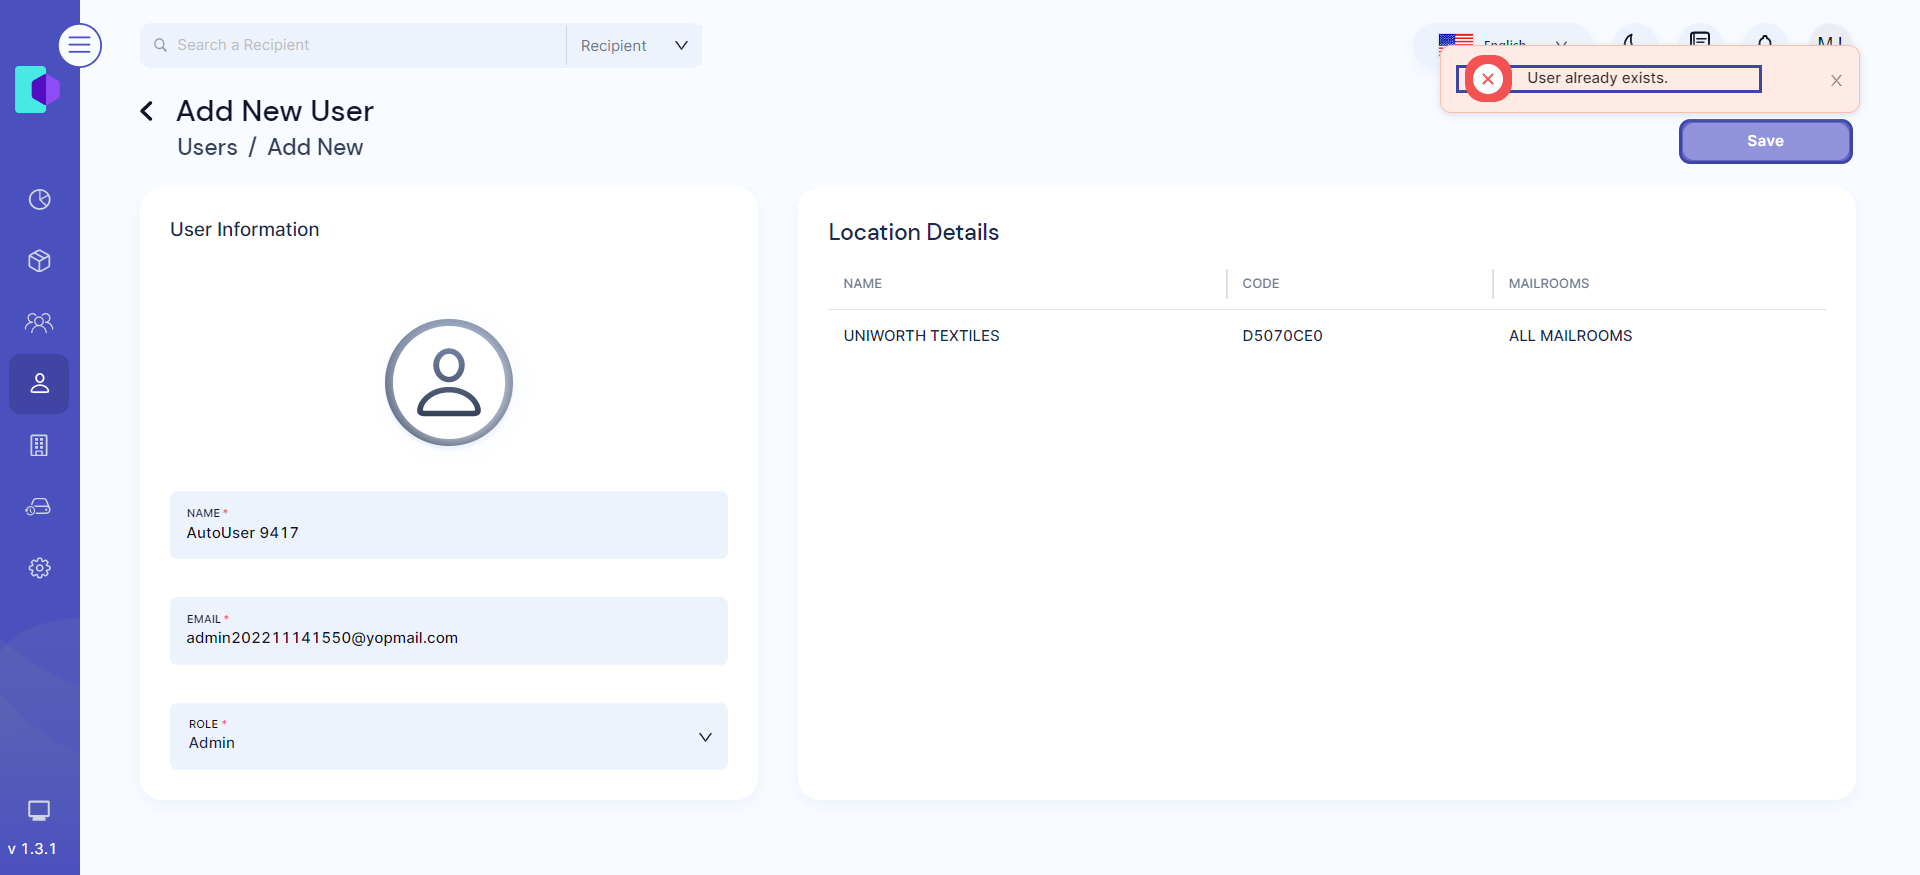 Search a Recipient
Recipient
English
M I
User already exists.
Add New User
Users / Add New
Save
User Information
Location Details
NAME CODE MAILROOMS
UNIWORTH TEXTILES D5070CE0 ALL MAILROOMS
NAME *
AutoUser 9417
EMAIL *
admin202211141550@yopmail.com
ROLE *
Admin
v 1.3.1